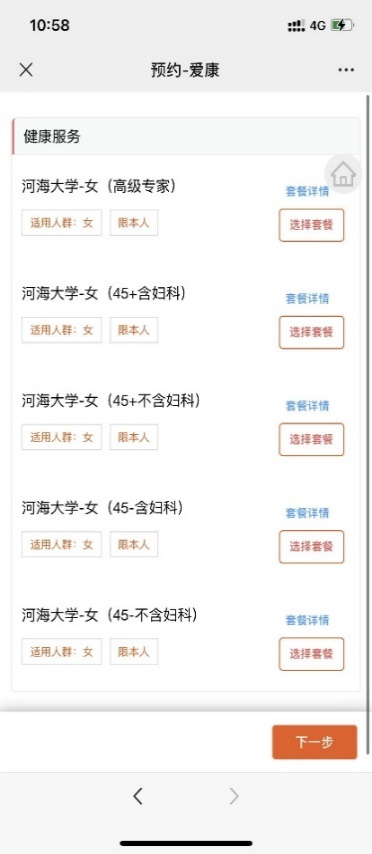 10:58
4G
预约-爱康
健康服务
河海大学-女（高级专家）
套餐详情
适用人群：女 限本人
选择套餐
河海大学-女（45+含妇科）
套餐详情
适用人群：女 限本人
选择套餐
河海大学-女（45+不含妇科）
套餐详情
适用人群：女 限本人
选择套餐
河海大学-女（45-含妇科）
套餐详情
适用人群：女 限本人
选择套餐
河海大学-女（45-不含妇科）
套餐详情
适用人群：女 限本人
选择套餐
下一步